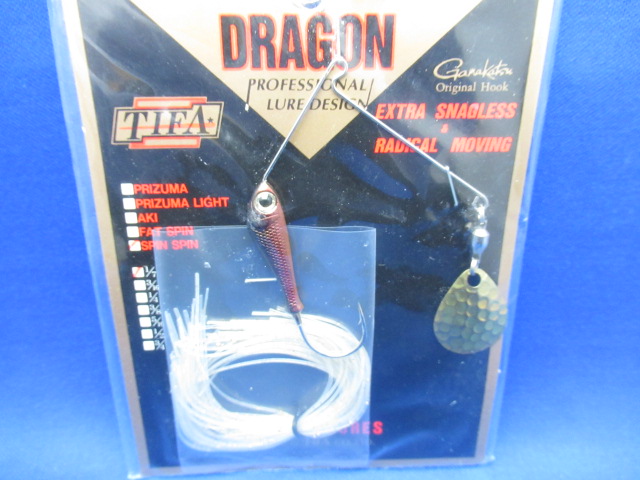 DRAGON
PROFESSIONAL
LURE DESIGN
Gamakatsu
Original Hook
TIFA
EXTRA SNAGLESS
&
RADICAL MOVING
PRIZUMA
PRIZUMA LIGHT
AKI
FAT SPIN
SPIN SPIN